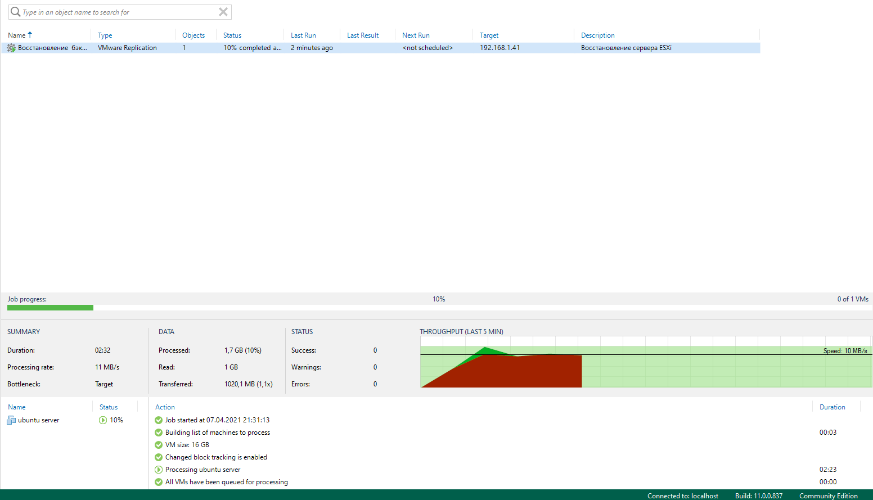 Type in an object name to search for
Name Type Objects Status Last Run Last Result Next Run Target Description
Восстановление бэк... VMware Replication 1 10% completed a... 2 minutes ago <not scheduled> 192.168.1.41 Восстановление сервера ESXi
Job progress: 10% 0 of 1 VMs
SUMMARY DATA STATUS THROUGHPUT (LAST 5 MIN)
Duration: 02:32 Processed: 1,7 GB (10%) Success: 0 Speed: 10 MB/s
Processing rate: 11 MB/s Read: 1 GB Warnings: 0
Bottleneck: Target Transferred: 1020,1 MB (1,1x) Errors: 0
Name Status Action Duration
ubuntu server 10% Job started at 07.04.2021 21:31:13
Building list of machines to process 00:03
VM size: 16 GB
Changed block tracking is enabled
Processing ubuntu server 02:23
All VMs have been queued for processing 00:00
Connected to: localhost Build: 11.0.0.837 Community Edition